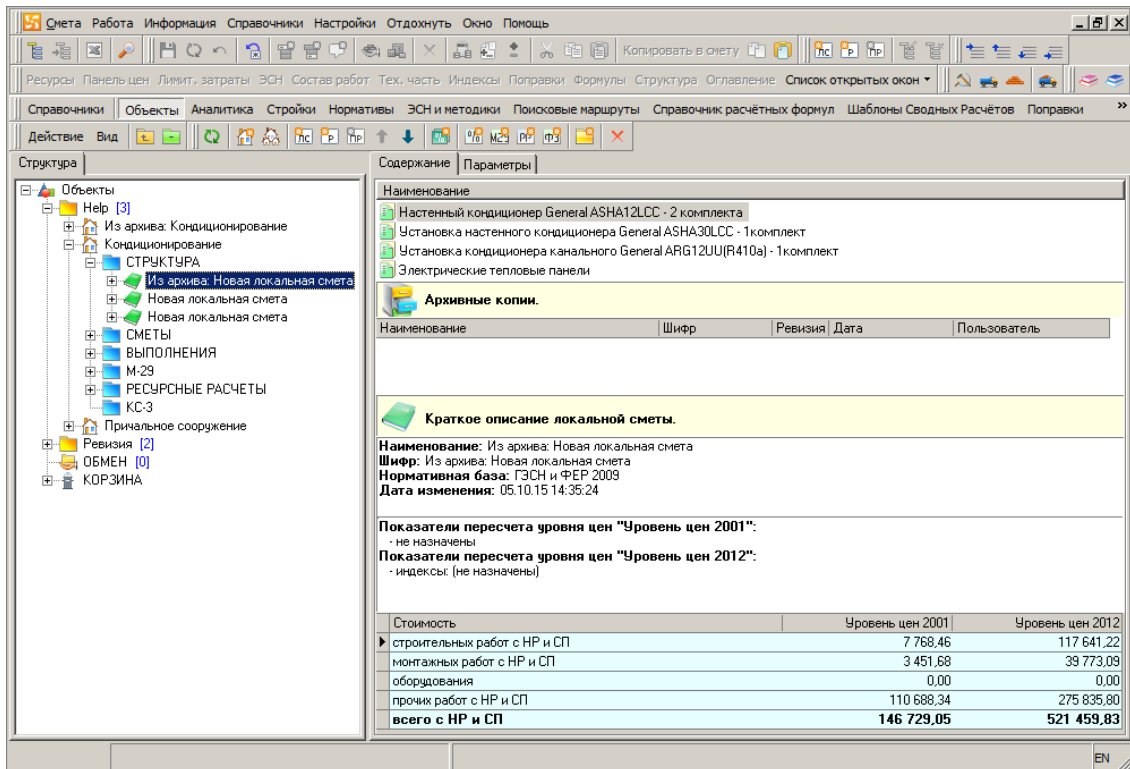 Смета Работа Информация Справочники Настройки Отдохнуть Окно Помощь
Копировать в смету
Ресурсы Панель цен Лимит. затраты ЭСН Состав работ Тех. часть Индексы Поправки Формулы Структура Оглавление Список открытых окон
Справочники Объекты Аналитика Стройки Нормативы ЭСН и методики Поисковые маршруты Справочник расчётных формул Шаблоны Сводных Расчётов Поправки »
Действие Вид
Структура
Объекты
Help [3]
Из архива: Кондиционирование
Кондиционирование
СТРУКТУРА
Из архива: Новая локальная смета
Новая локальная смета
Новая локальная смета
СМЕТЫ
ВЫПОЛНЕНИЯ
М-29
РЕСУРСНЫЕ РАСЧЕТЫ
КС-3
Причальное сооружение
Ревизия [2]
ОБМЕН [0]
КОРЗИНА
Содержание Параметры
Наименование
Настенный кондиционер General ASHA12LCC - 2 комплекта
Установка настенного кондиционера General ASHA30LCC - 1комплект
Установка кондиционера канального General ARG12UU(R410a) - 1комплект
Электрические тепловые панели
Архивные копии.
Наименование Шифр Ревизия Дата Пользователь
Краткое описание локальной сметы.
Наименование: Из архива: Новая локальная смета
Шифр: Из архива: Новая локальная смета
Нормативная база: ГЭСН и ФЕР 2009
Дата изменения: 05.10.15 14:35:24
Показатели пересчета уровня цен "Уровень цен 2001":
- не назначены
Показатели пересчета уровня цен "Уровень цен 2012":
- индексы: (не назначены)
Стоимость Уровень цен 2001 Уровень цен 2012
строительных работ с НР и СП 7 768,46 117 641,22
монтажных работ с НР и СП 3 451,68 39 773,09
оборудования 0,00 0,00
прочих работ с НР и СП 110 688,34 275 835,80
всего с НР и СП 146 729,05 521 459,83
EN